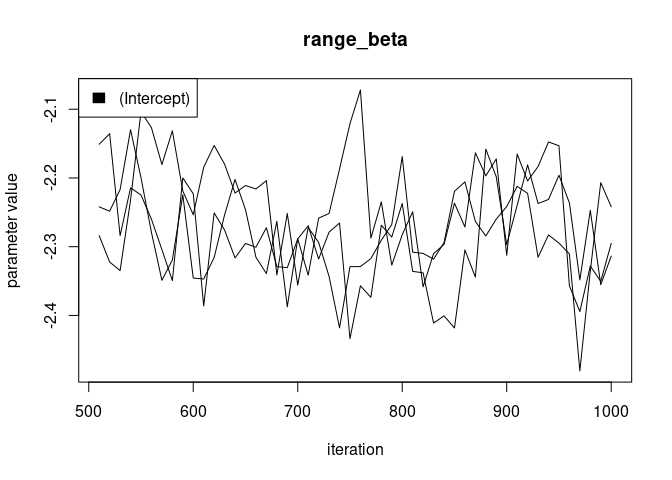 range_beta
(Intercept)
parameter value
-2.1
-2.2
-2.3
-2.4
500 600 700 800 900 1000
iteration